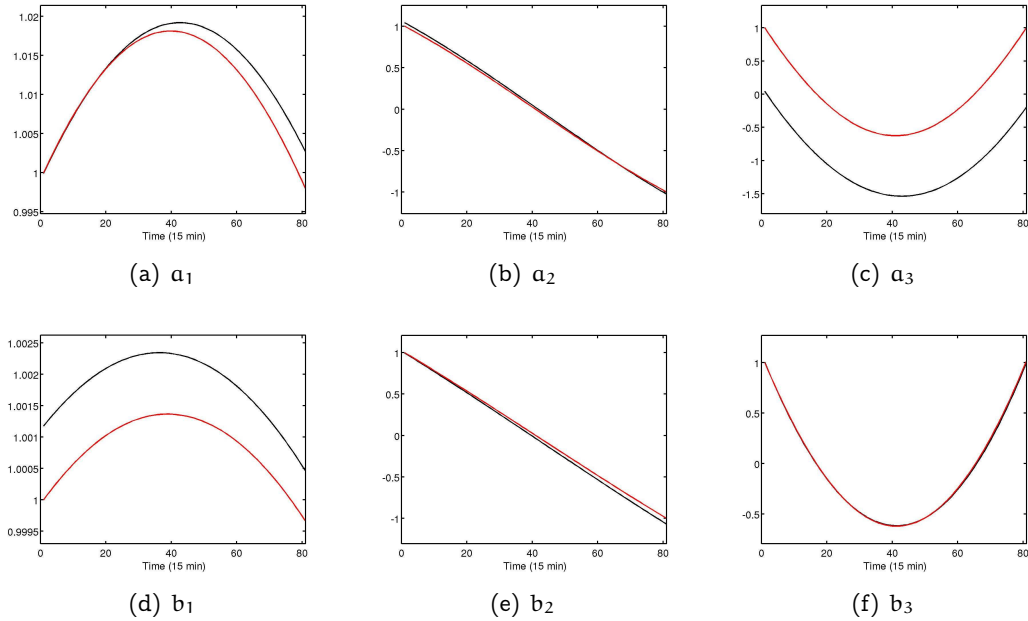 1.02
1.015
1.01
1.005
1
0.995
0 20 40 60 80
Time (15 min)
(a) a₁
1
0.5
0
-0.5
-1
0 20 40 60 80
Time (15 min)
(b) a₂
1
0.5
0
-0.5
-1
-1.5
0 20 40 60 80
Time (15 min)
(c) a₃
1.0025
1.002
1.0015
1.001
1.0005
1
0.9995
0 20 40 60 80
Time (15 min)
(d) b₁
1
0.5
0
-0.5
-1
0 20 40 60 80
Time (15 min)
(e) b₂
1
0.5
0
-0.5
0 20 40 60 80
Time (15 min)
(f) b₃